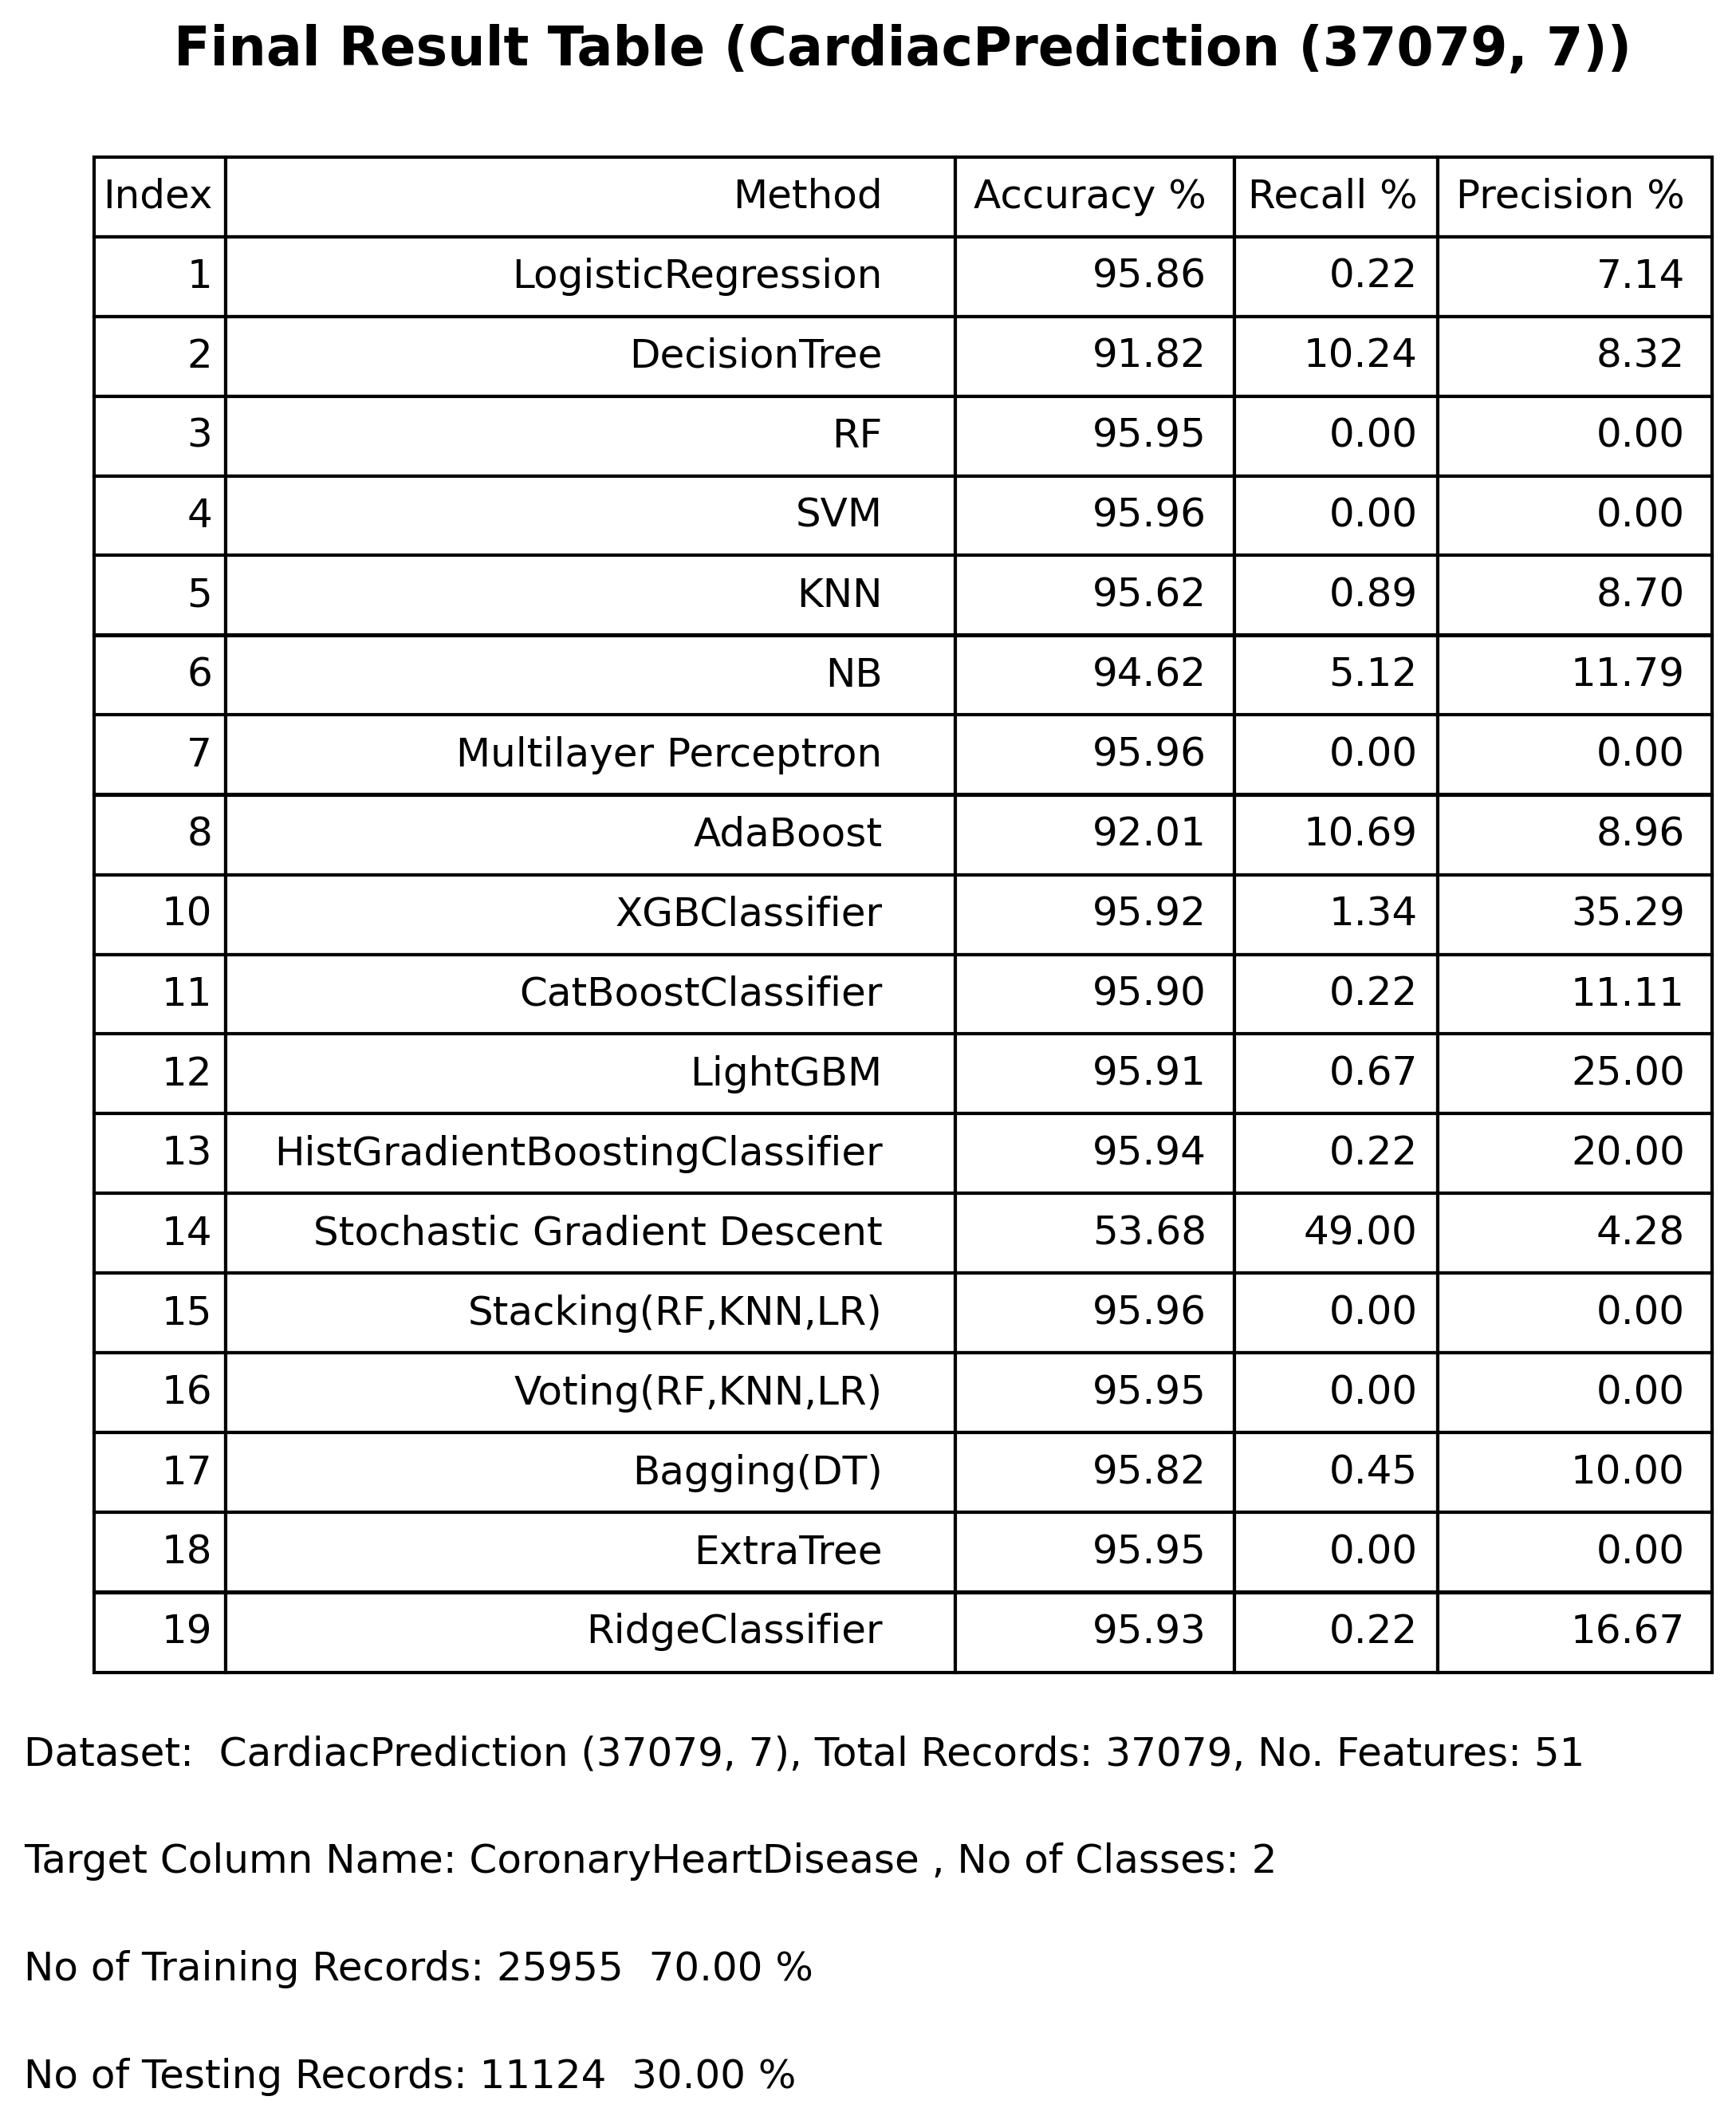 Final Result Table (CardiacPrediction (37079, 7))
Index Method Accuracy % Recall % Precision %
1 LogisticRegression 95.86 0.22 7.14
2 DecisionTree 91.82 10.24 8.32
3 RF 95.95 0.00 0.00
4 SVM 95.96 0.00 0.00
5 KNN 95.62 0.89 8.70
6 NB 94.62 5.12 11.79
7 Multilayer Perceptron 95.96 0.00 0.00
8 AdaBoost 92.01 10.69 8.96
10 XGBClassifier 95.92 1.34 35.29
11 CatBoostClassifier 95.90 0.22 11.11
12 LightGBM 95.91 0.67 25.00
13 HistGradientBoostingClassifier 95.94 0.22 20.00
14 Stochastic Gradient Descent 53.68 49.00 4.28
15 Stacking(RF,KNN,LR) 95.96 0.00 0.00
16 Voting(RF,KNN,LR) 95.95 0.00 0.00
17 Bagging(DT) 95.82 0.45 10.00
18 ExtraTree 95.95 0.00 0.00
19 RidgeClassifier 95.93 0.22 16.67
Dataset:  CardiacPrediction (37079, 7), Total Records: 37079, No. Features: 51
Target Column Name: CoronaryHeartDisease , No of Classes: 2
No of Training Records: 25955  70.00 %
No of Testing Records: 11124  30.00 %